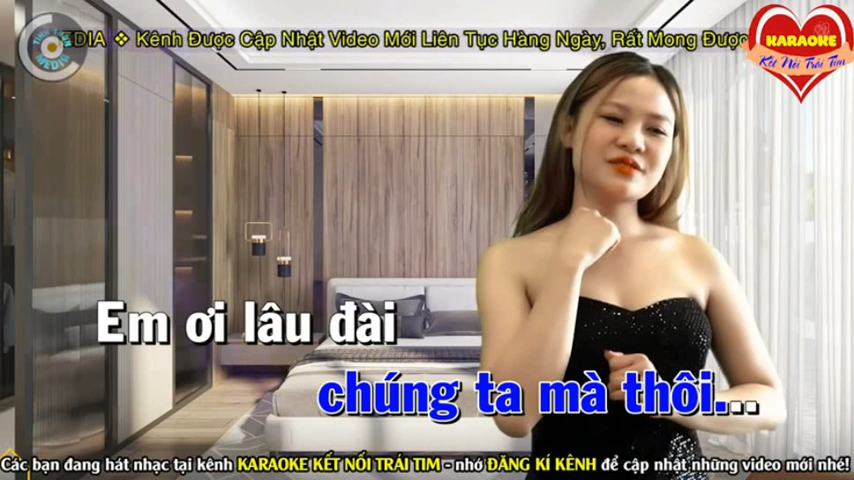 EDIA ❖ Kênh Được Cập Nhật Video Mới Liên Tục Hàng Ngày, Rất Mong Được
KARAOKE
Kết Nối Trái Tim
MEDIA
Em ơi lâu đài
chúng ta mà thôi...
Các bạn đang hát nhạc tại kênh KARAOKE KẾT NỐI TRÁI TIM - nhớ ĐĂNG KÍ KÊNH để cập nhật những video mới nhé!